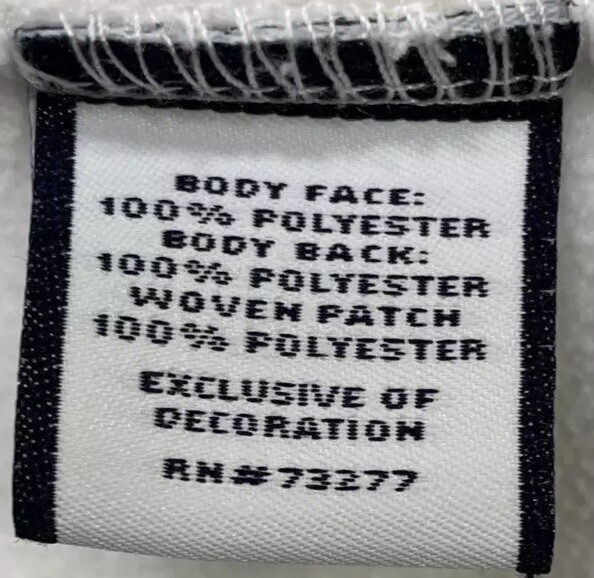 BODY FACE:
100% POLYESTER
BODY BACK:
100% POLYESTER
WOVEN PATCH
100% POLYESTER
EXCLUSIVE OF
DECORATION
RN#73277